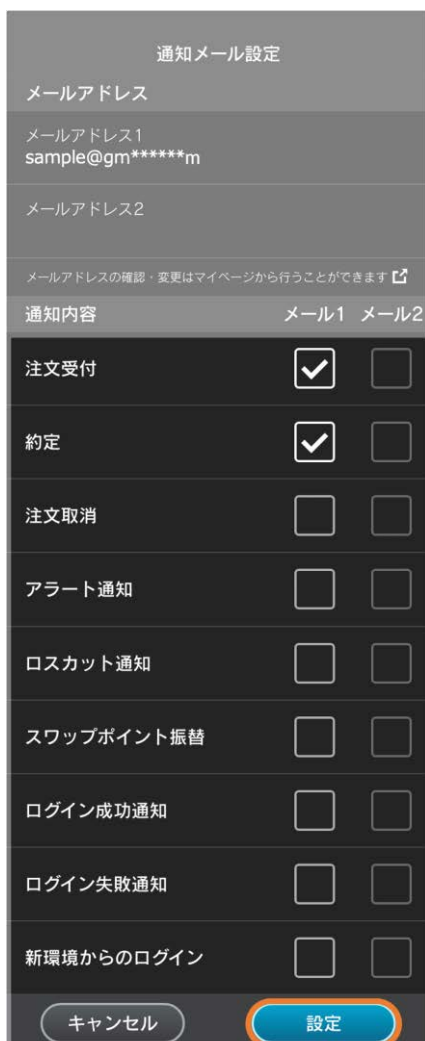 通知メール設定
メールアドレス
メールアドレス1
sample@gm******m
メールアドレス2
メールアドレスの確認・変更はマイページから行うことができます
通知内容 メール1 メール2
注文受付
約定
注文取消
アラート通知
ロスカット通知
スワップポイント振替
ログイン成功通知
ログイン失敗通知
新環境からのログイン
キャンセル 設定